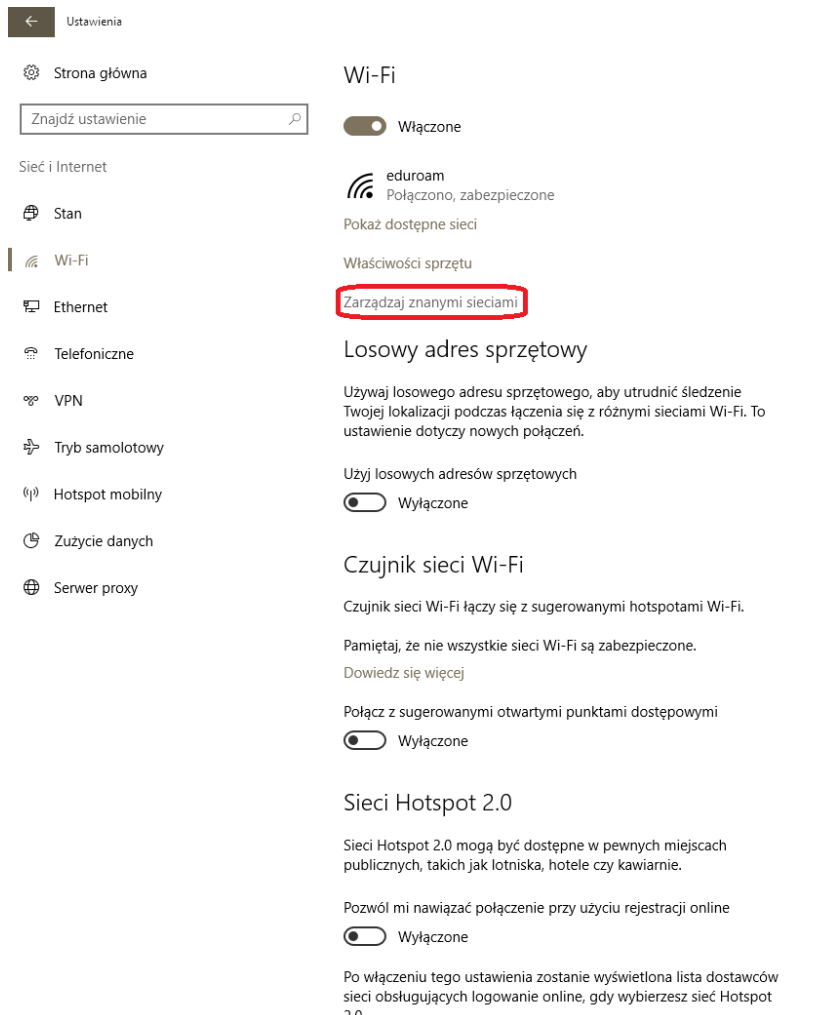 Ustawienia
Strona główna
Znajdź ustawienie
Sieć i Internet
Stan
Wi-Fi
Ethernet
Telefoniczne
VPN
Tryb samolotowy
Hotspot mobilny
Zużycie danych
Serwer proxy
Wi-Fi
Włączone
eduroam
Połączono, zabezpieczone
Pokaż dostępne sieci
Właściwości sprzętu
Zarządzaj znanymi sieciami
Losowy adres sprzętowy
Używaj losowego adresu sprzętowego, aby utrudnić śledzenie
Twojej lokalizacji podczas łączenia się z różnymi sieciami Wi-Fi. To
ustawienie dotyczy nowych połączeń.
Użyj losowych adresów sprzętowych
Wyłączone
Czujnik sieci Wi-Fi
Czujnik sieci Wi-Fi łączy się z sugerowanymi hotspotami Wi-Fi.
Pamiętaj, że nie wszystkie sieci Wi-Fi są zabezpieczone.
Dowiedz się więcej
Połącz z sugerowanymi otwartymi punktami dostępowymi
Wyłączone
Sieci Hotspot 2.0
Sieci Hotspot 2.0 mogą być dostępne w pewnych miejscach
publicznych, takich jak lotniska, hotele czy kawiarnie.
Pozwól mi nawiązać połączenie przy użyciu rejestracji online
Wyłączone
Po włączeniu tego ustawienia zostanie wyświetlona lista dostawców
sieci obsługujących logowanie online, gdy wybierzesz sieć Hotspot
2.0